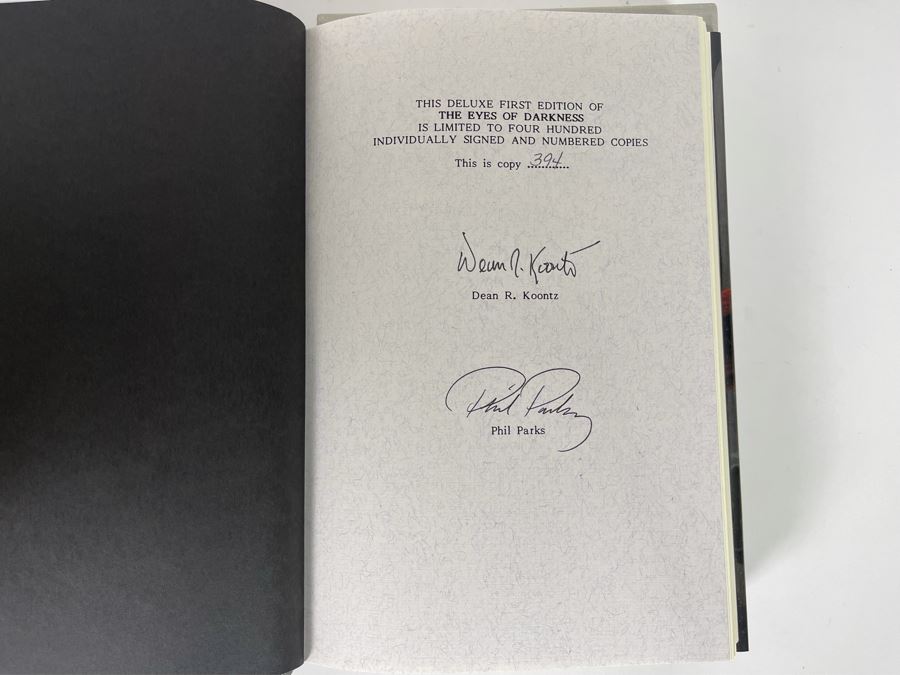 THIS DELUXE FIRST EDITION OF
THE EYES OF DARKNESS
IS LIMITED TO FOUR HUNDRED
INDIVIDUALLY SIGNED AND NUMBERED COPIES
This is copy 394
Dean R. Koontz
Dean R. Koontz
Phil Parks
Phil Parks